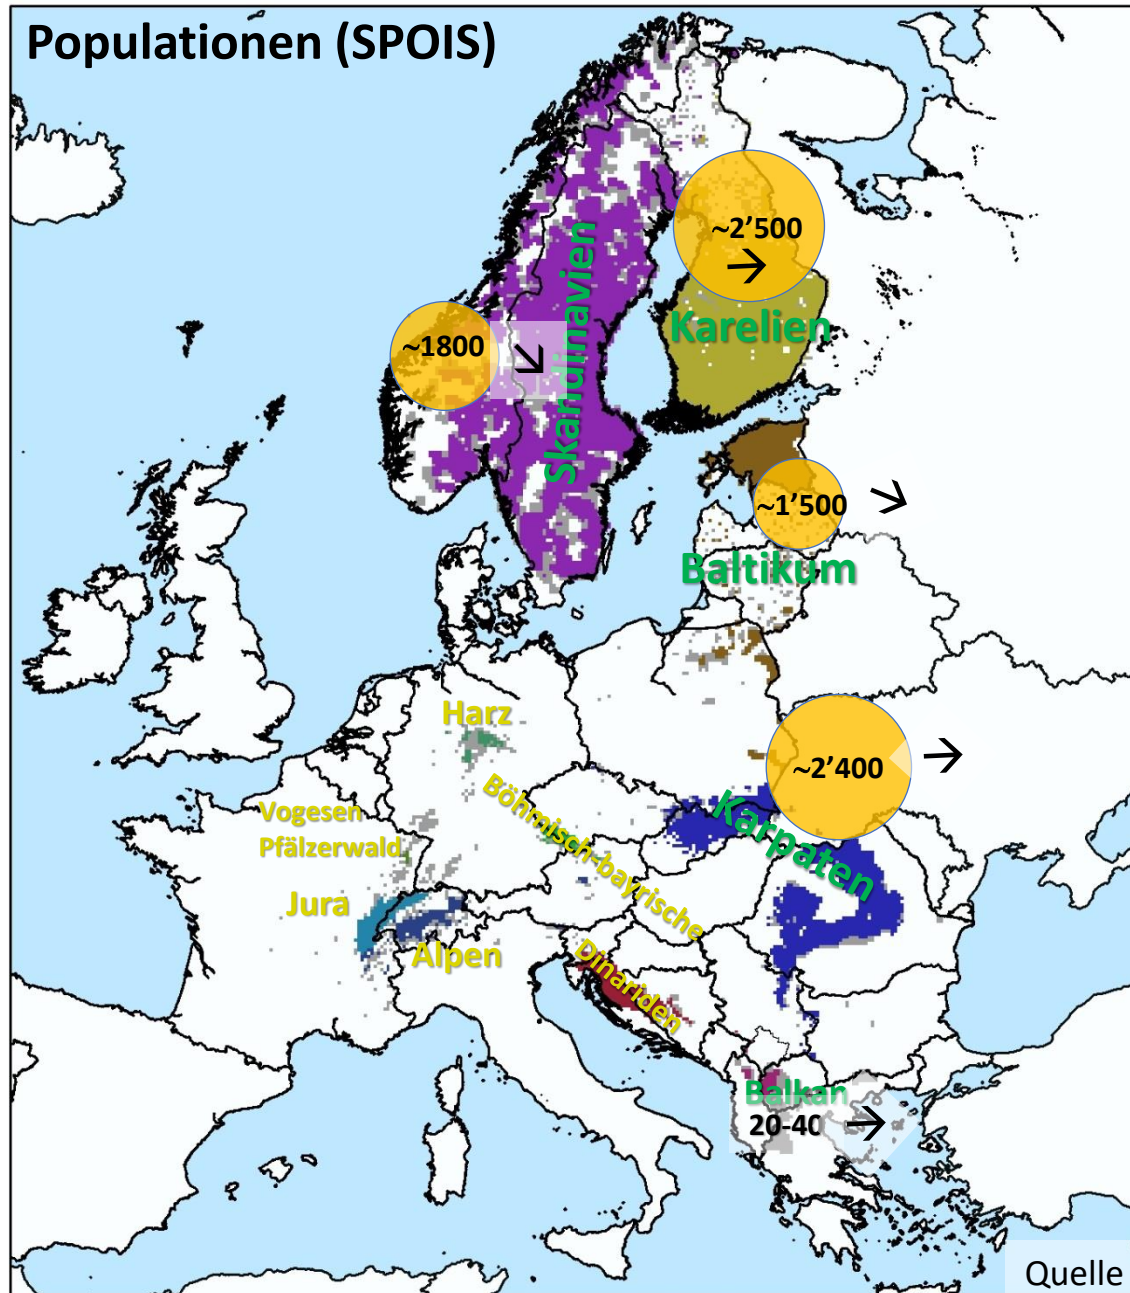 Populationen (SPOIS)
~2’500
Karelien
~1800
Skandinavien
~1’500
Baltikum
Harz
~2’400
Karpaten
Böhmisch-bayrische
Vogesen
Pfälzerwald
Jura
Alpen
Dinariden
Balkan
20-40
Quelle